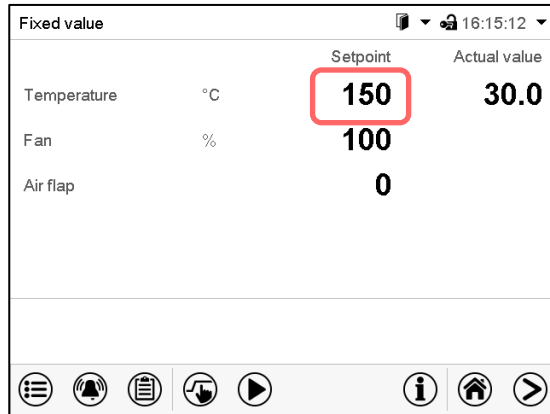 Fixed value 16:15:12
Setpoint Actual value
Temperature °C 150 30.0
Fan % 100
Air flap 0